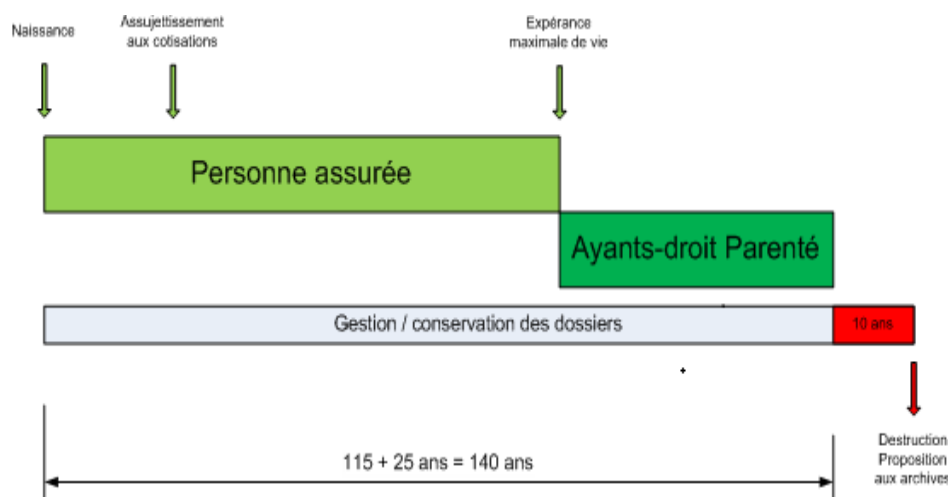 Naissance
Assujettissement
aux cotisations
Expérance
maximale de vie
Personne assurée
Ayants-droit Parenté
Gestion / conservation des dossiers
10 ans
115 + 25 ans = 140 ans
Destruction
Proposition
aux archives